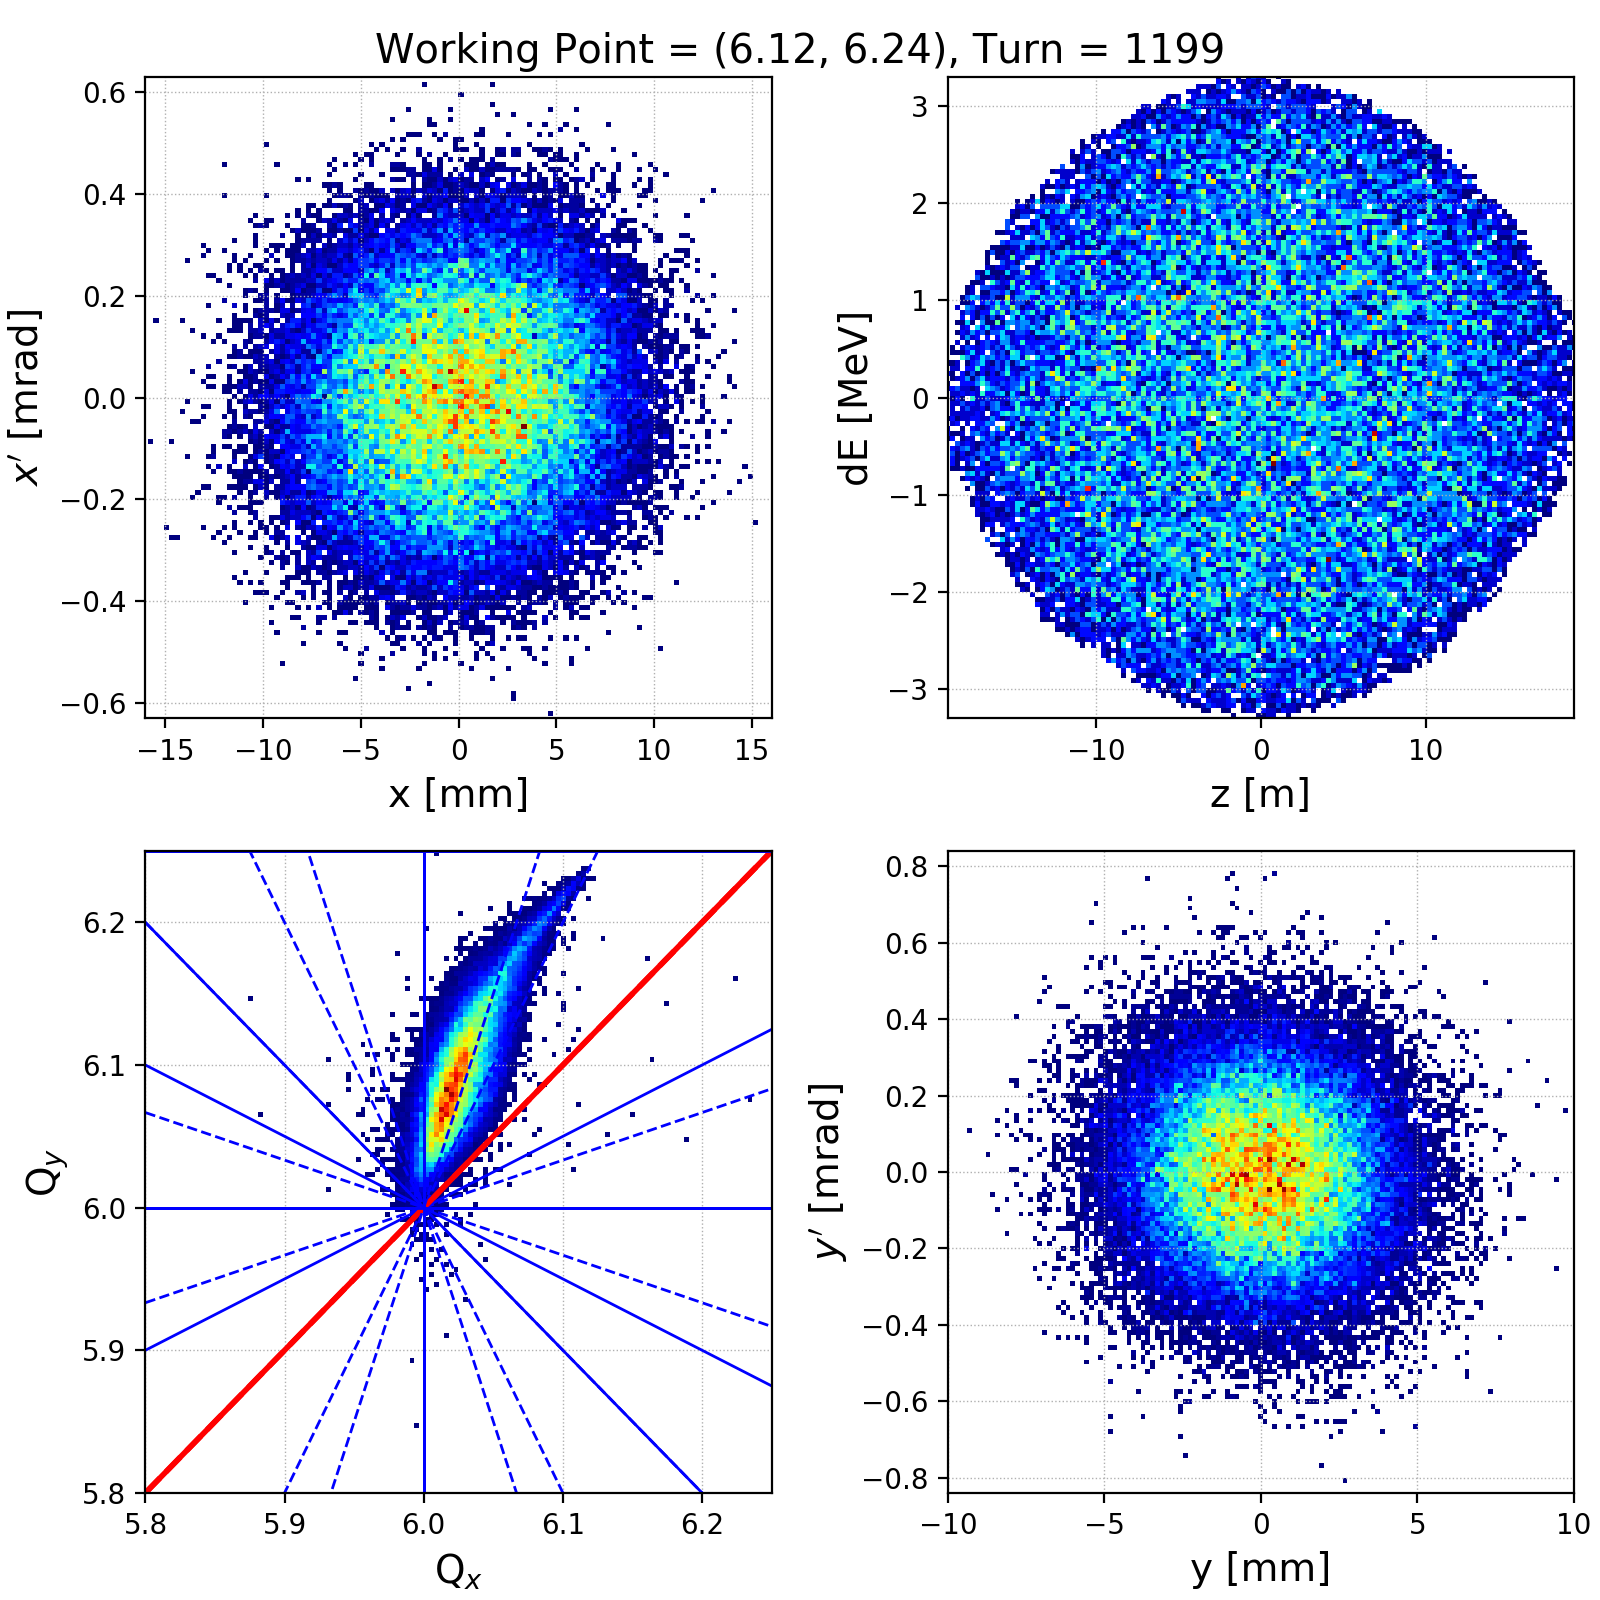 Working Point = (6.12, 6.24), Turn = 1199
0.6
0.4
0.2
0.0
−0.2
−0.4
−0.6
x′ [mrad]
−15 −10 −5 0 5 10 15
x [mm]
3
2
1
0
−1
−2
−3
dE [MeV]
−10 0 10
z [m]
6.2
6.1
6.0
5.9
5.8
Qy
5.8 5.9 6.0 6.1 6.2
Qx
0.8
0.6
0.4
0.2
0.0
−0.2
−0.4
−0.6
−0.8
y′ [mrad]
−10 −5 0 5 10
y [mm]